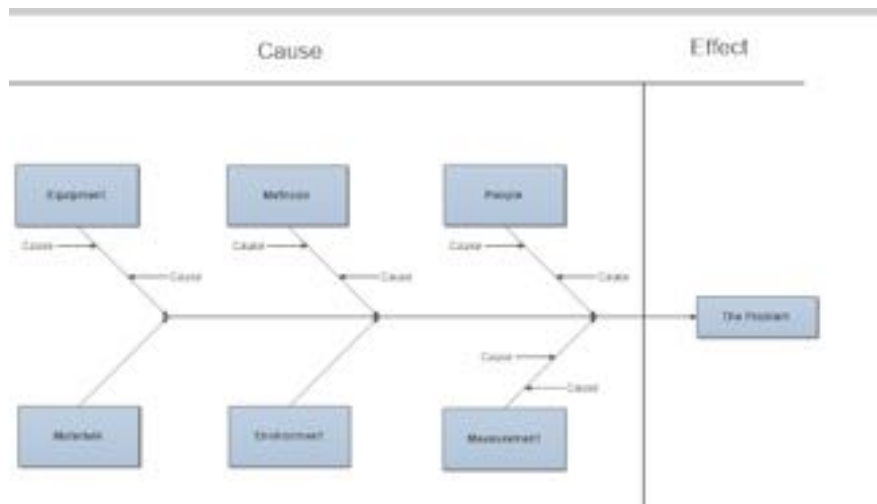 Cause
Effect
Equipment
Methods
People
Cause
Cause
Cause
Cause
Cause
Cause
The Problem
Cause
Cause
Materials
Environment
Measurement